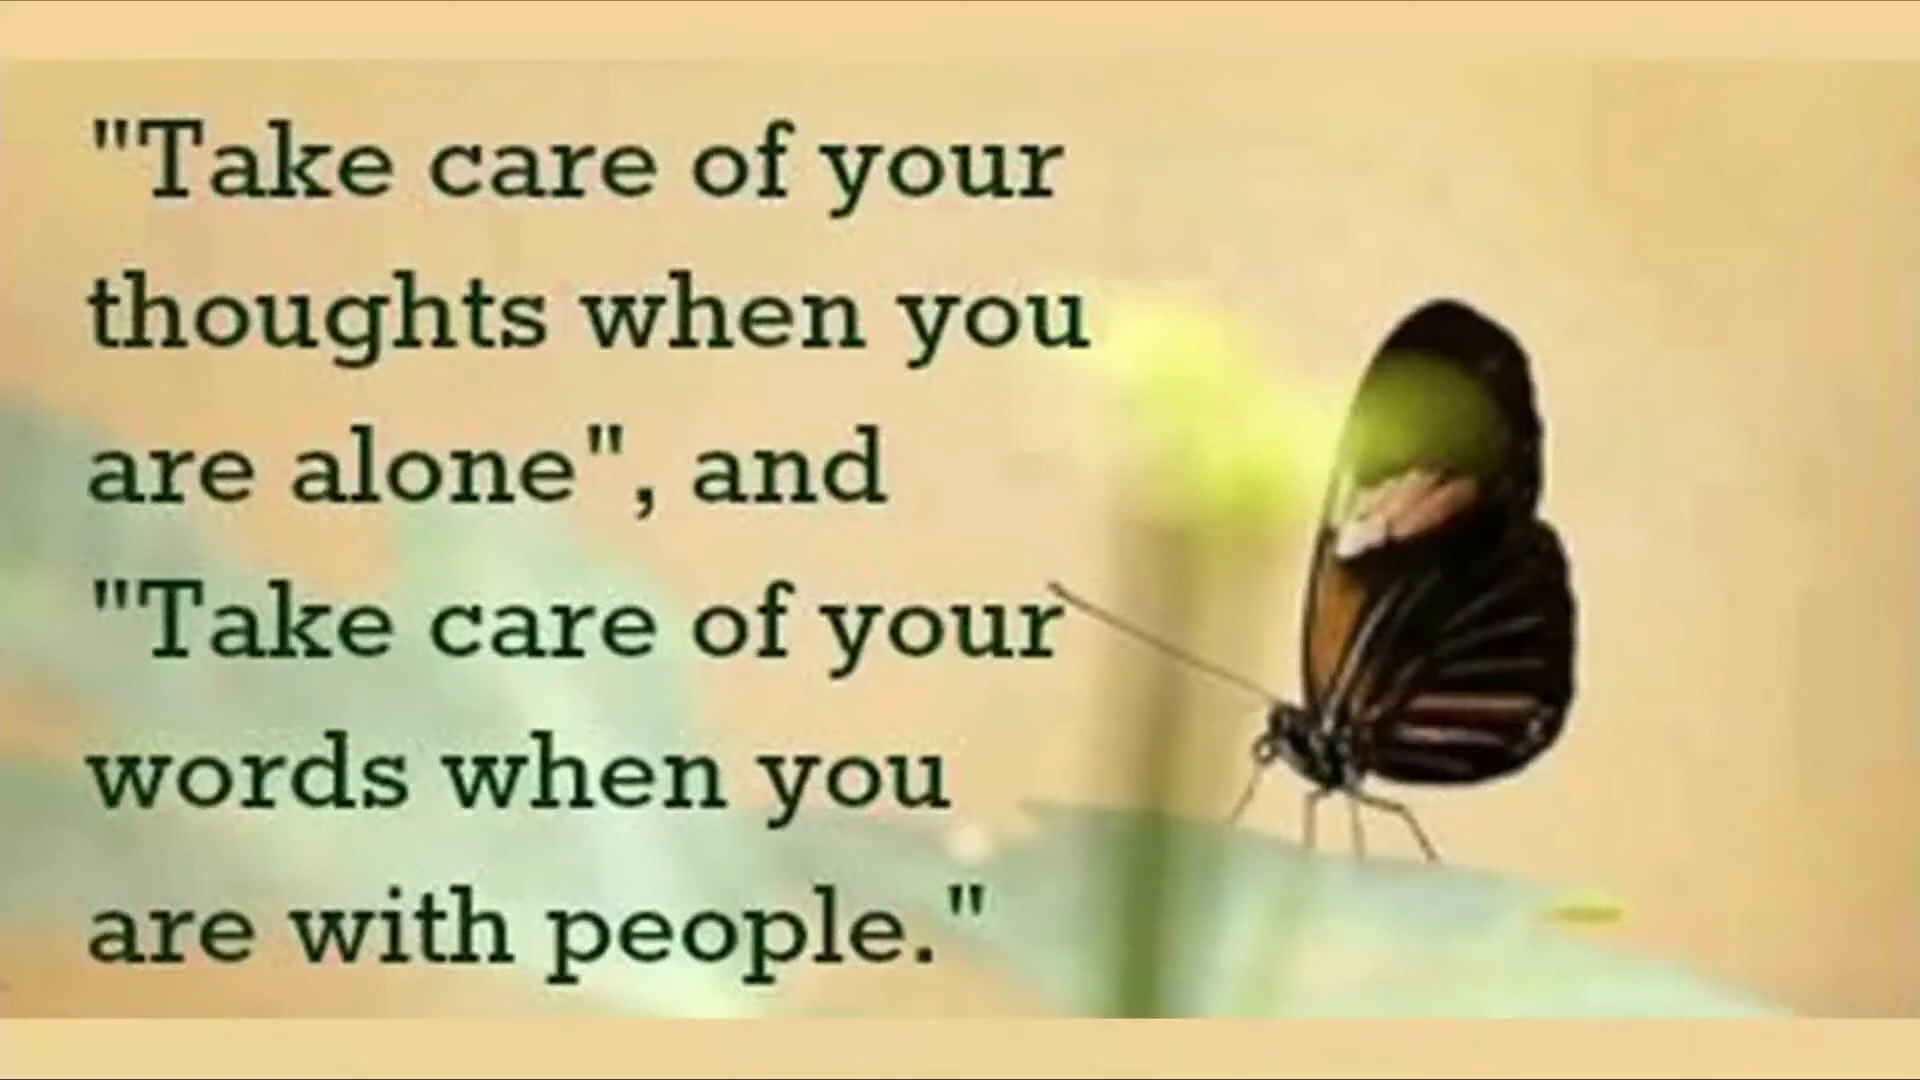 "Take care of your
thoughts when you
are alone", and
"Take care of your
words when you
are with people."